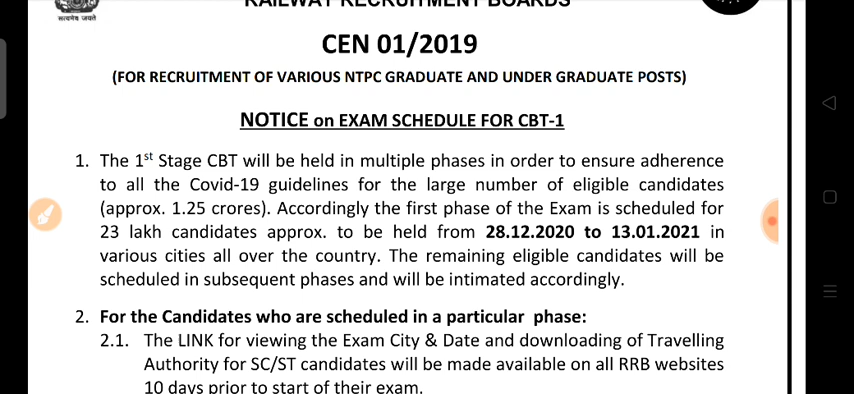 RAILWAY RECRUITMENT BOARDS
सत्यमेव जयते
CEN 01/2019
(FOR RECRUITMENT OF VARIOUS NTPC GRADUATE AND UNDER GRADUATE POSTS)
NOTICE on EXAM SCHEDULE FOR CBT-1
1. The 1st Stage CBT will be held in multiple phases in order to ensure adherence
to all the Covid-19 guidelines for the large number of eligible candidates
(approx. 1.25 crores). Accordingly the first phase of the Exam is scheduled for
23 lakh candidates approx. to be held from 28.12.2020 to 13.01.2021 in
various cities all over the country. The remaining eligible candidates will be
scheduled in subsequent phases and will be intimated accordingly.
2. For the Candidates who are scheduled in a particular phase:
2.1. The LINK for viewing the Exam City & Date and downloading of Travelling
Authority for SC/ST candidates will be made available on all RRB websites
10 days prior to start of their exam.